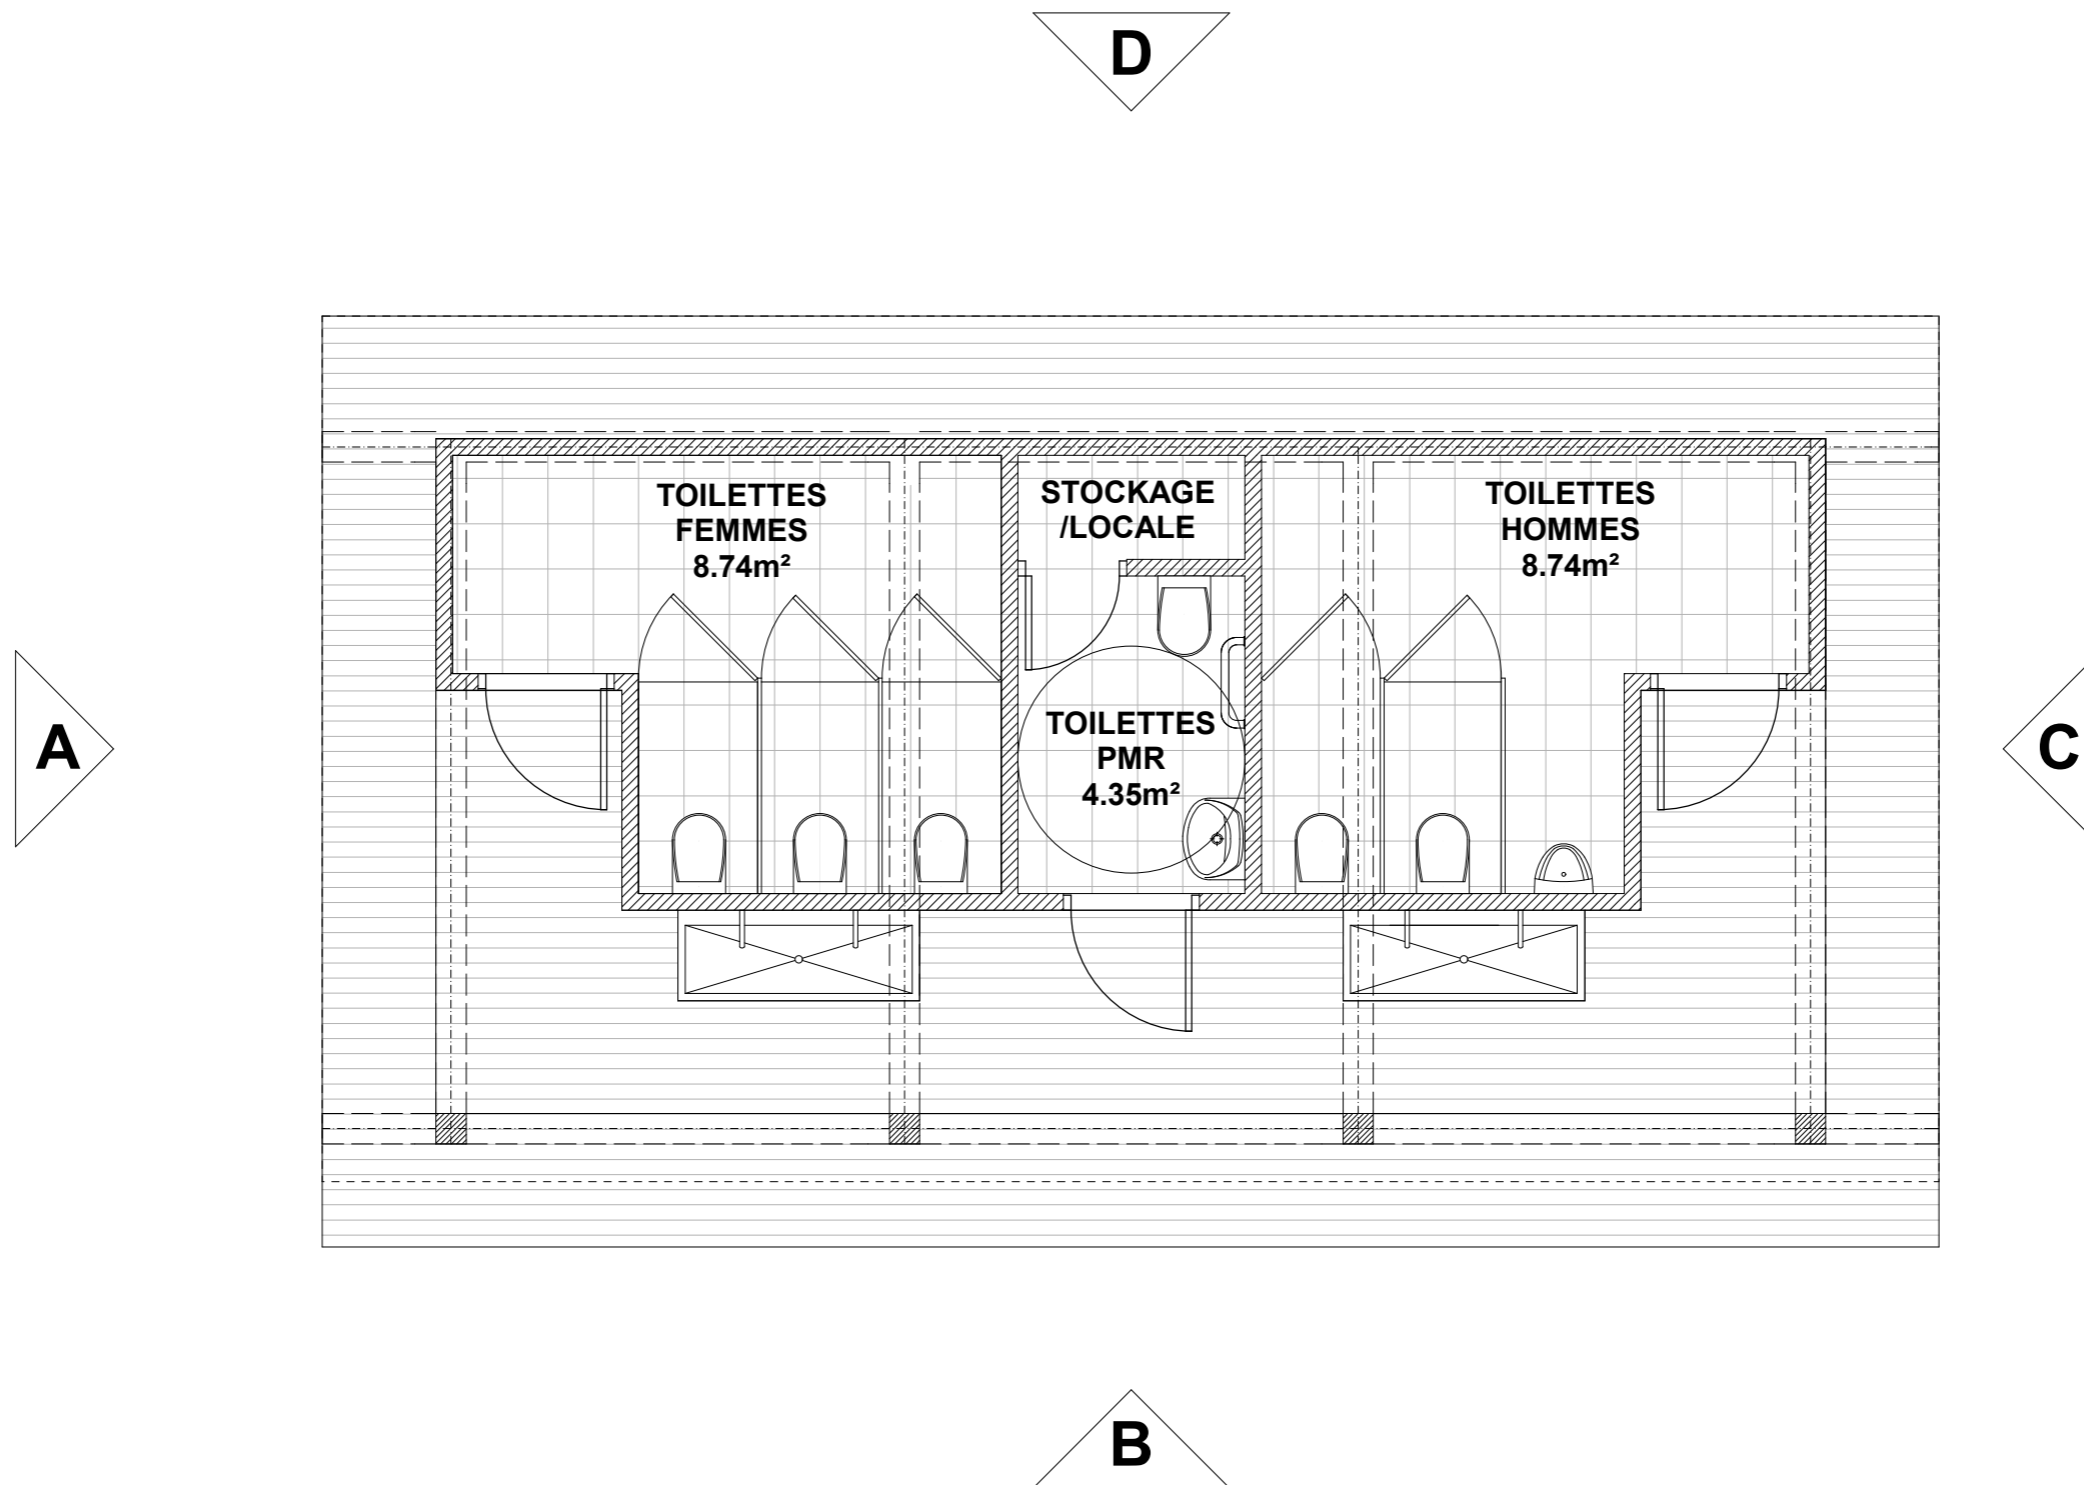 D
TOILETTES
FEMMES
8.74m²
STOCKAGE
/LOCALE
TOILETTES
HOMMES
8.74m²
A
TOILETTES
PMR
4.35m²
C
B